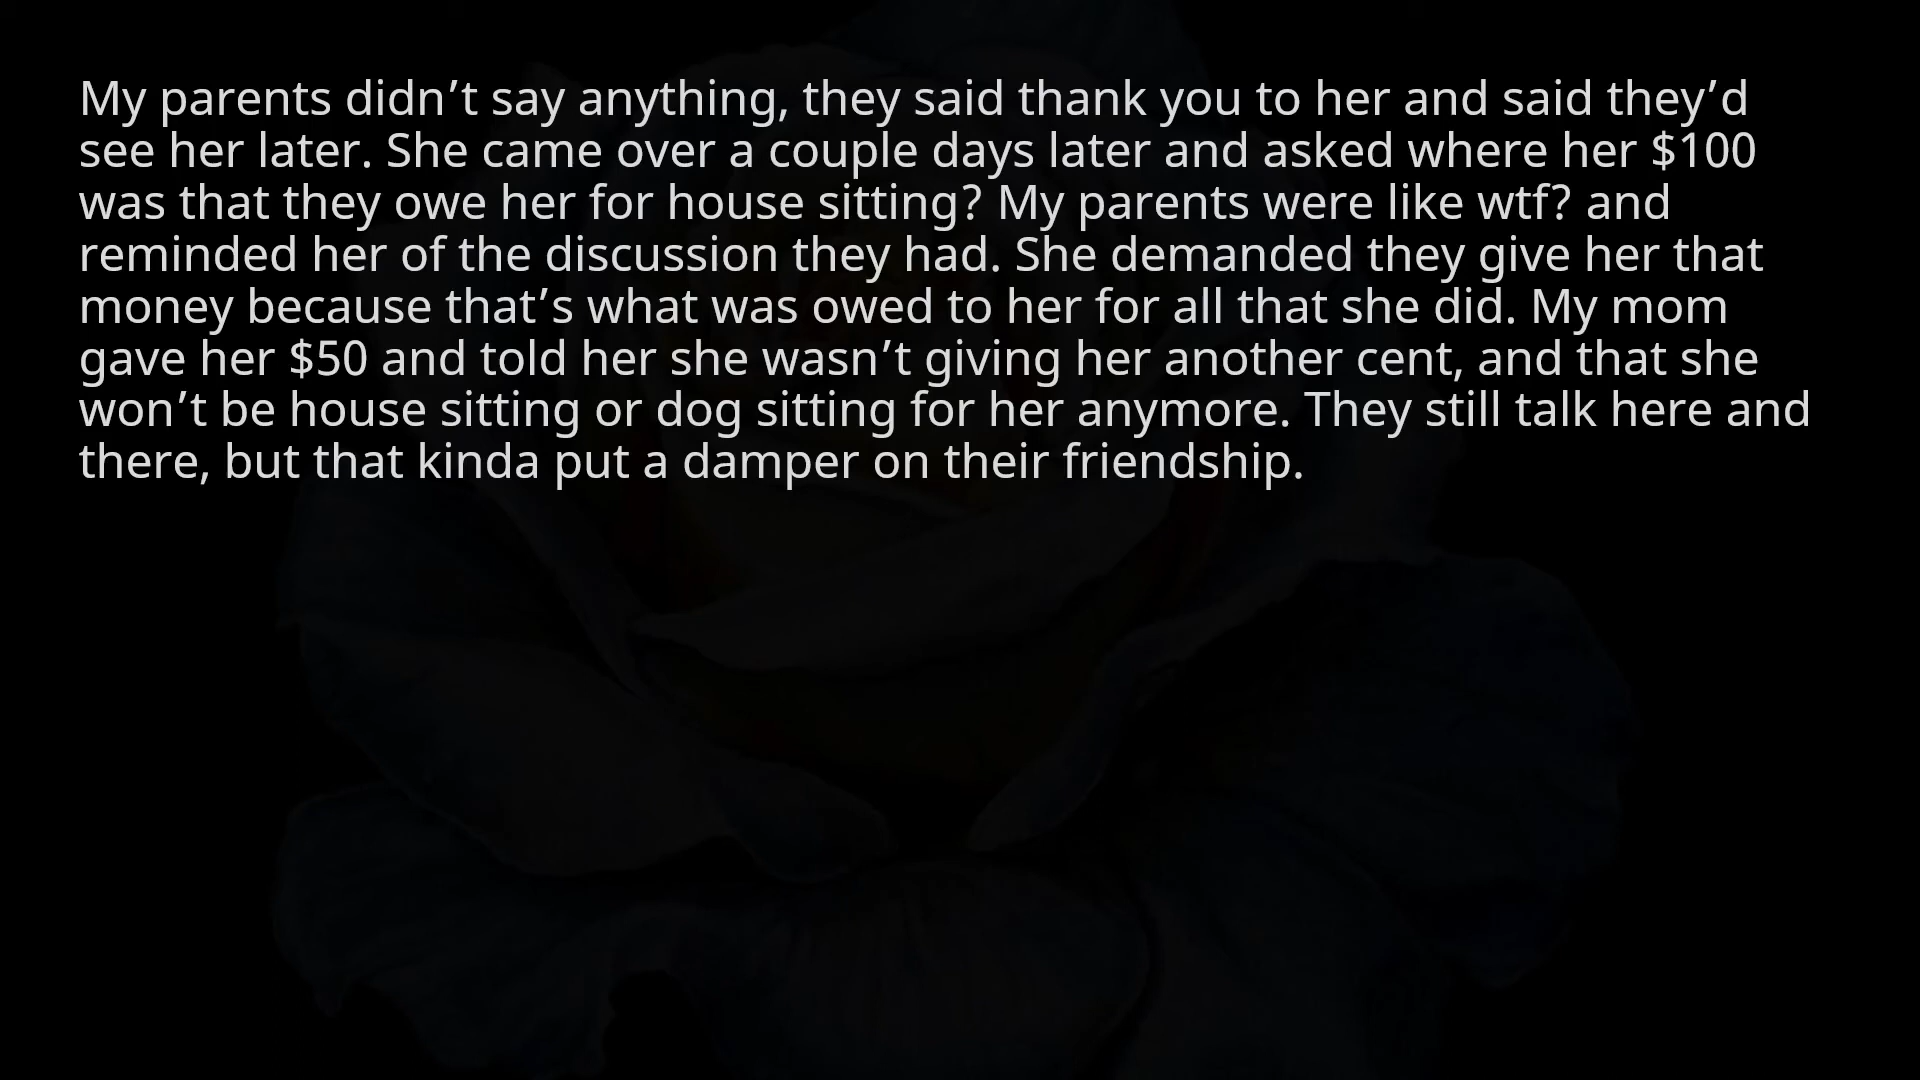 My parents didn’t say anything, they said thank you to her and said they’d
see her later. She came over a couple days later and asked where her $100
was that they owe her for house sitting? My parents were like wtf? and
reminded her of the discussion they had. She demanded they give her that
money because that’s what was owed to her for all that she did. My mom
gave her $50 and told her she wasn’t giving her another cent, and that she
won’t be house sitting or dog sitting for her anymore. They still talk here and
there, but that kinda put a damper on their friendship.